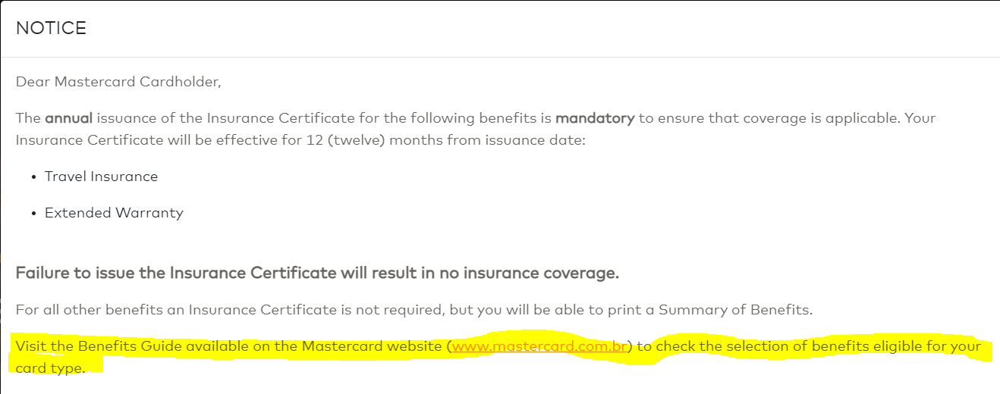 NOTICE
Dear Mastercard Cardholder,
The annual issuance of the Insurance Certificate for the following benefits is mandatory to ensure that coverage is applicable. Your
Insurance Certificate will be effective for 12 (twelve) months from issuance date:
• Travel Insurance
• Extended Warranty
Failure to issue the Insurance Certificate will result in no insurance coverage.
For all other benefits an Insurance Certificate is not required, but you will be able to print a Summary of Benefits.
Visit the Benefits Guide available on the Mastercard website (www.mastercard.com.br) to check the selection of benefits eligible for your
card type.